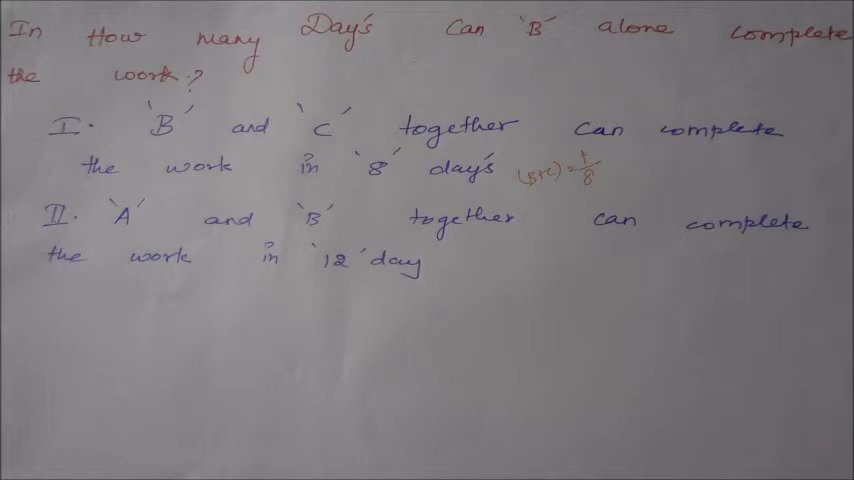 In How many Day's can 'B' alone complete
the work?
I. 'B' and 'C' together can complete
the work in '8' day's (B+C) = 1/8
II. 'A' and 'B' together can complete
the work in '12' day